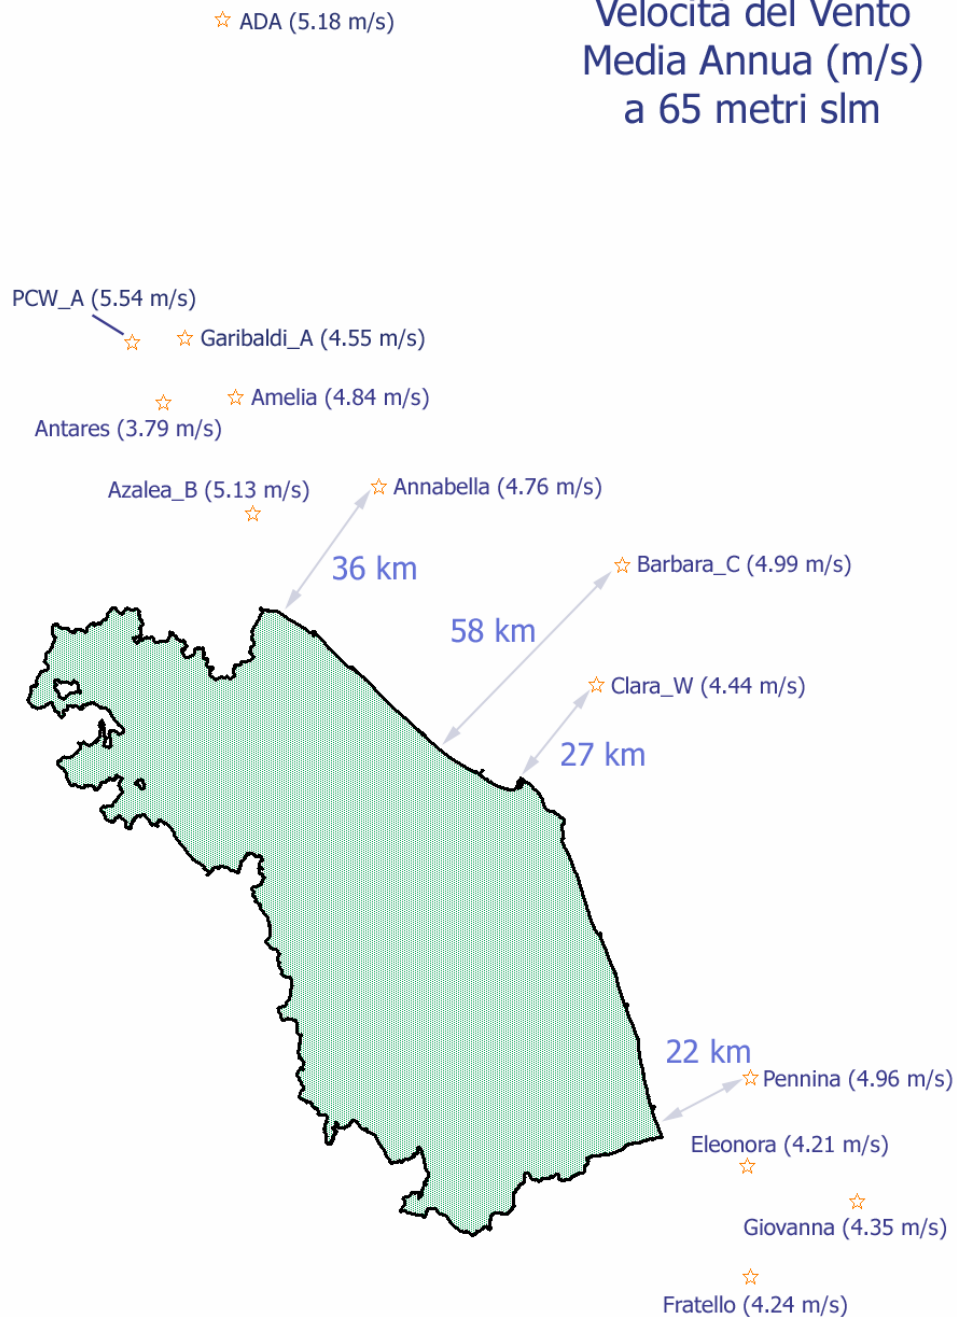 Velocità del Vento
Media Annua (m/s)
a 65 metri slm
ADA (5.18 m/s)
PCW_A (5.54 m/s)
Garibaldi_A (4.55 m/s)
Amelia (4.84 m/s)
Antares (3.79 m/s)
Azalea_B (5.13 m/s)
Annabella (4.76 m/s)
36 km
Barbara_C (4.99 m/s)
58 km
Clara_W (4.44 m/s)
27 km
22 km
Pennina (4.96 m/s)
Eleonora (4.21 m/s)
Giovanna (4.35 m/s)
Fratello (4.24 m/s)